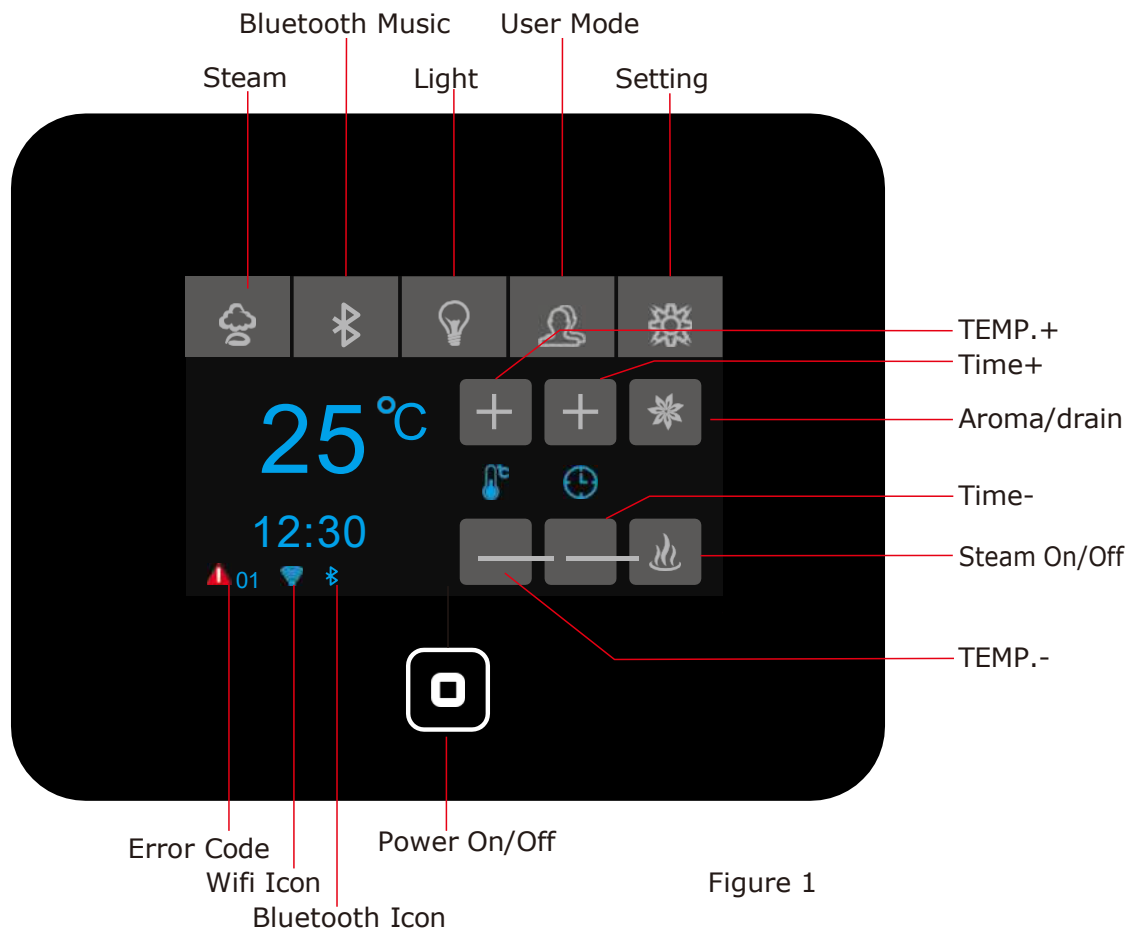 Bluetooth Music
User Mode
Steam
Light
Setting
TEMP.+
Time+
25°C
Aroma/drain
°C
Time-
12:30
Steam On/Off
01
TEMP.-
Power On/Off
Error Code
Wifi Icon
Figure 1
Bluetooth Icon